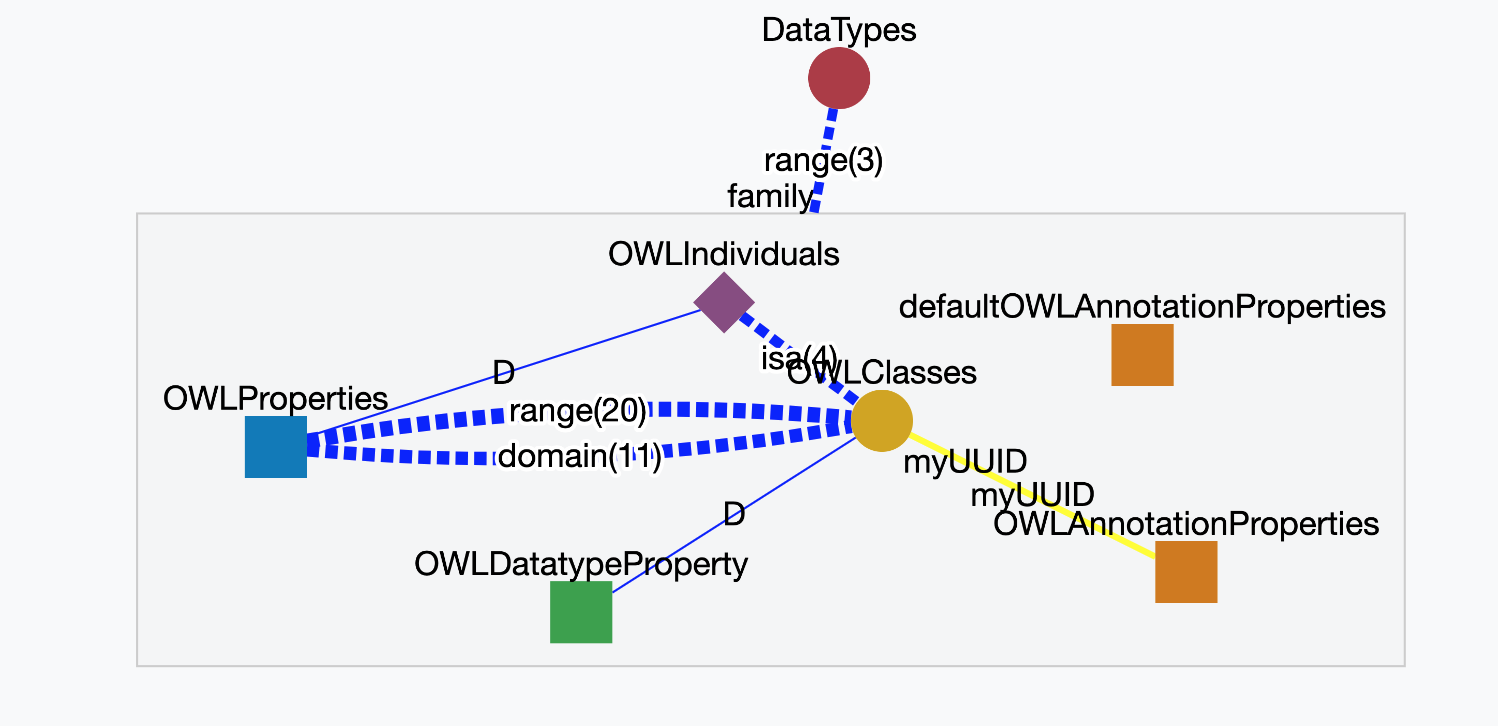 DataTypes
range(3)
family
OWLIndividuals
defaultOWLAnnotationProperties
isa(4)
OWLClasses
D
OWLProperties
range(20)
domain(11)
myUUID
myUUID
D
OWLAnnotationProperties
OWLDatatypeProperty